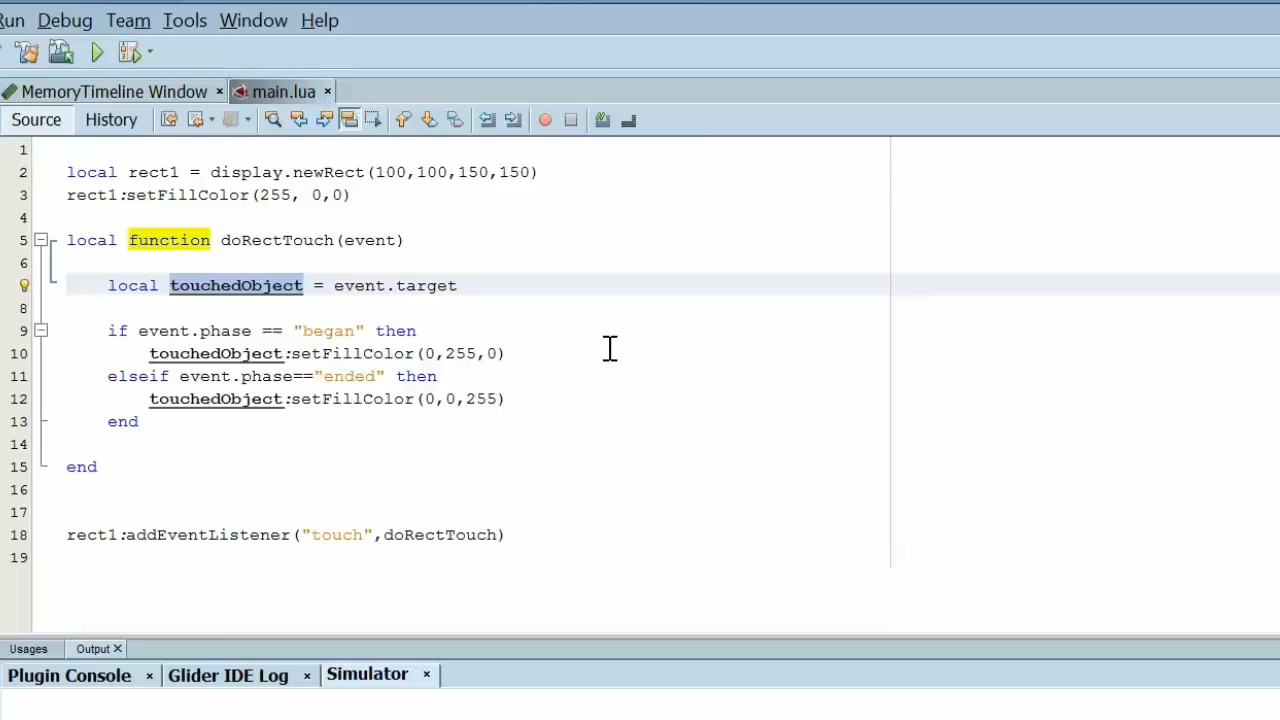 Run Debug Team Tools Window Help
MemoryTimeline Window × main.lua ×
Source History
1
2 local rect1 = display.newRect(100,100,150,150)
3 rect1:setFillColor(255, 0,0)
4
5 local function doRectTouch(event)
6
local touchedObject = event.target
8
9 if event.phase == "began" then
10 touchedObject:setFillColor(0,255,0)
11 elseif event.phase=="ended" then
12 touchedObject:setFillColor(0,0,255)
13 end
14
15 end
16
17
18 rect1:addEventListener("touch",doRectTouch)
19
Usages Output ×
Plugin Console × Glider IDE Log × Simulator ×